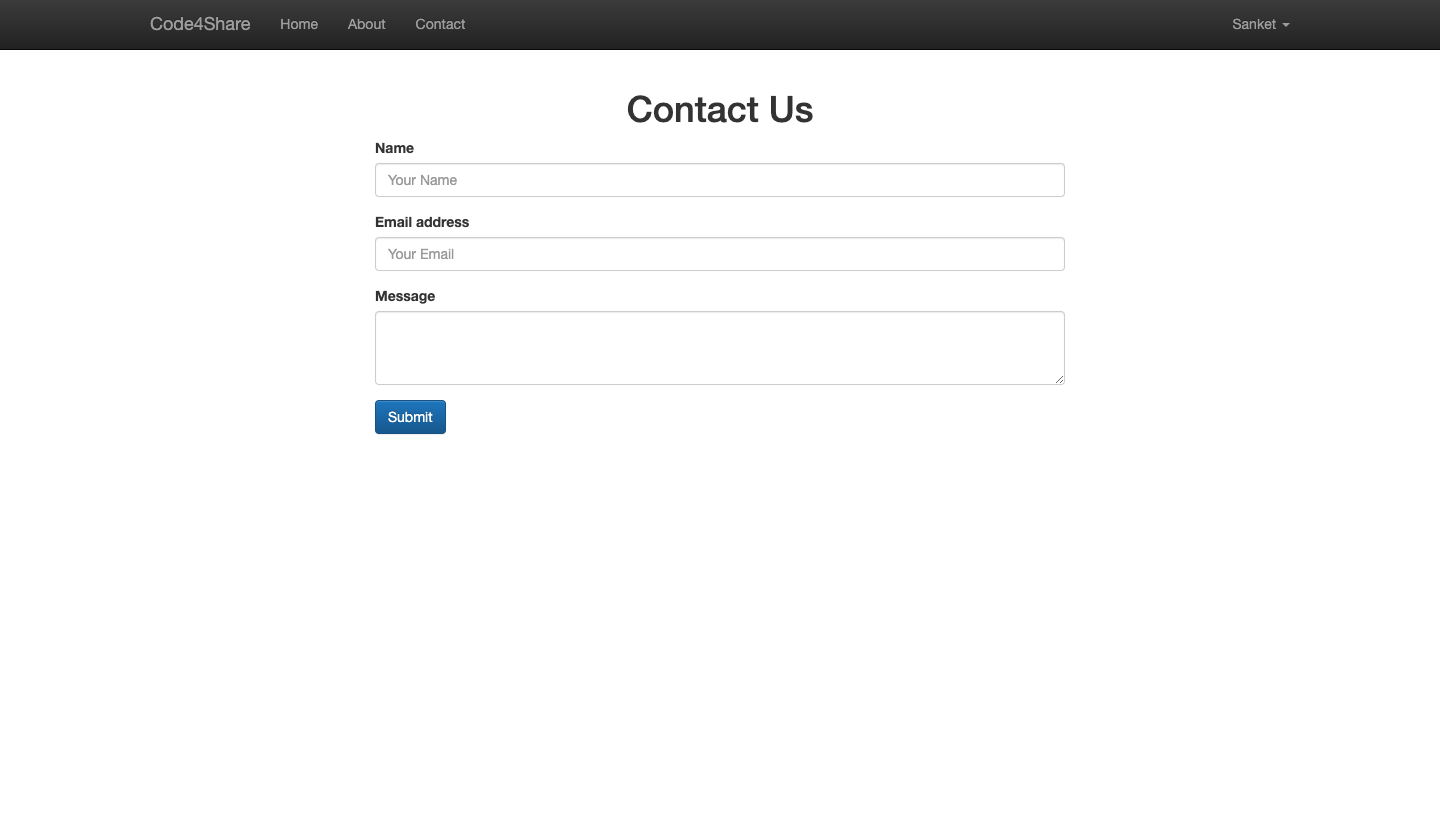 Code4Share Home About Contact Sanket
Contact Us
Name
Your Name
Email address
Your Email
Message
Submit